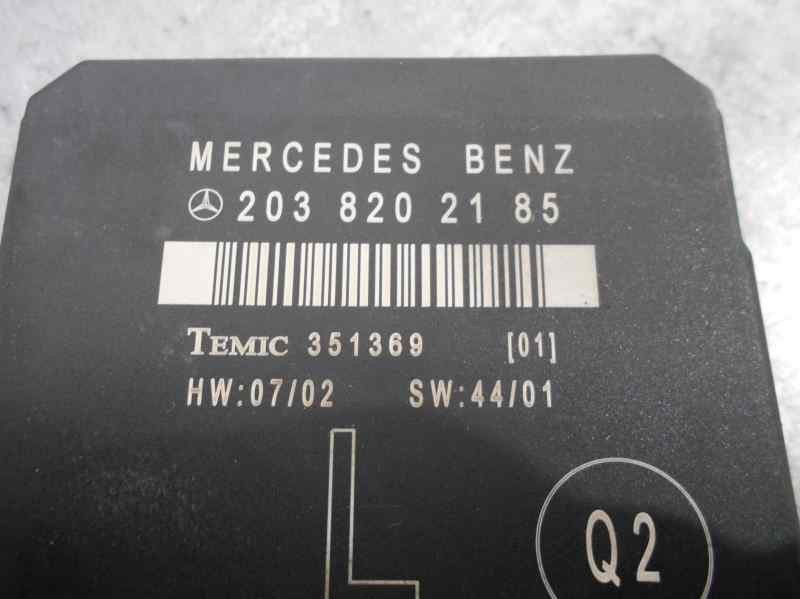 MERCEDES BENZ
203 820 21 85
TEMIC 351369 [01]
HW:07/02 SW:44/01
L
Q2